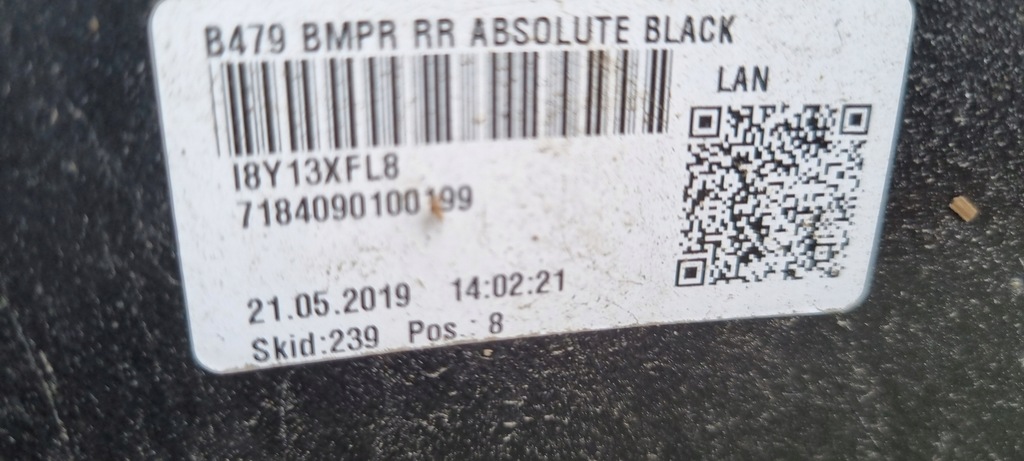 B479 BMPR RR ABSOLUTE BLACK
LAN
I8Y13XFL8
7184090100199
21.05.2019 14:02:21
Skid:239 Pos.: 8